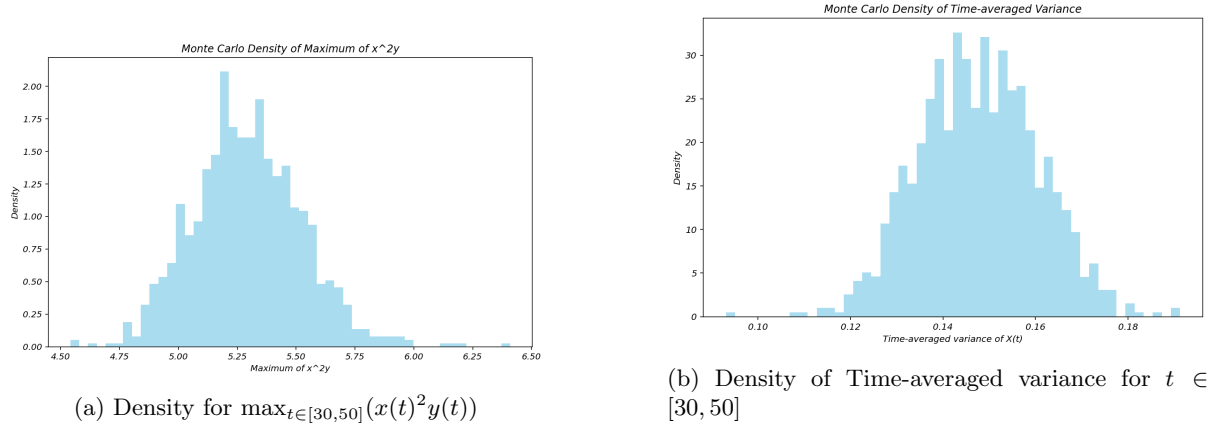 Monte Carlo Density of Maximum of x^2y
Density
2.00
1.75
1.50
1.25
1.00
0.75
0.50
0.25
0.00
4.50 4.75 5.00 5.25 5.50 5.75 6.00 6.25 6.50
Maximum of x^2y
(a) Density for max_{t∈[30,50]}(x(t)²y(t))
Monte Carlo Density of Time-averaged Variance
Density
30
25
20
15
10
5
0
0.10 0.12 0.14 0.16 0.18
Time-averaged variance of X(t)
(b) Density of Time-averaged variance for t ∈
[30, 50]